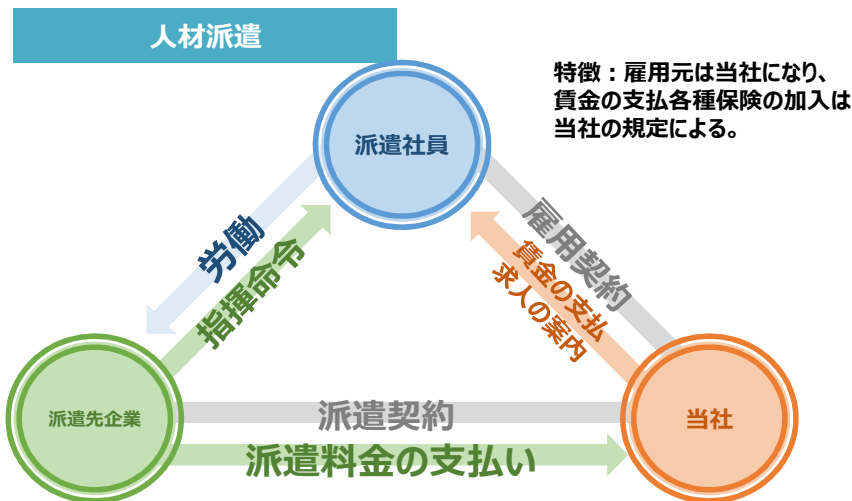 人材派遣
特徴：雇用元は当社になり、
賃金の支払各種保険の加入は
当社の規定による。
派遣社員
労働
指揮命令
雇用契約
賃金の支払
求人の案内
派遣先企業
派遣契約
派遣料金の支払い
当社